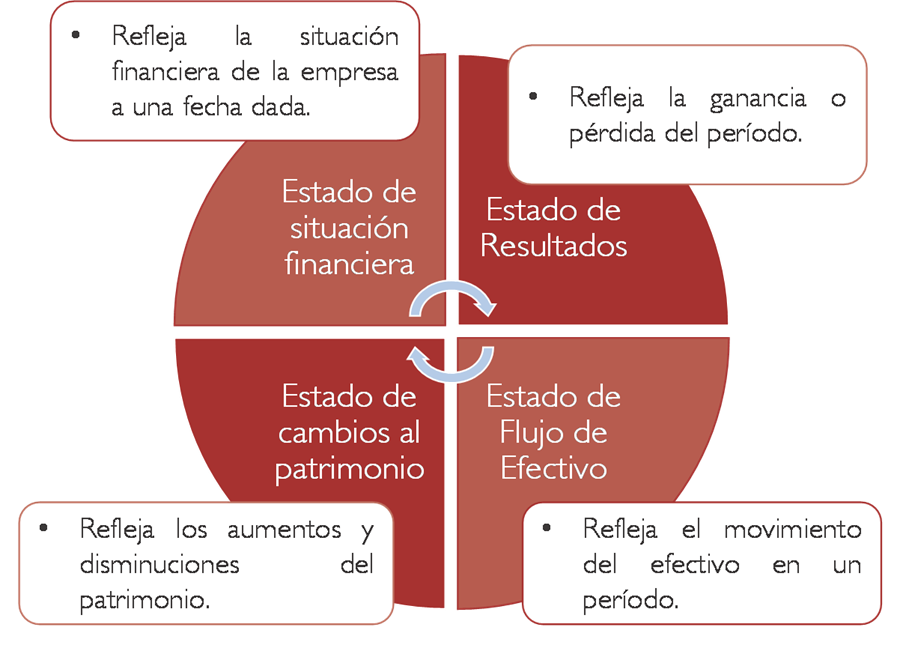 • Refleja la situación
financiera de la empresa
a una fecha dada.
• Refleja la ganancia o
pérdida del período.
Estado de
situación
financiera
Estado de
Resultados
Estado de
cambios al
patrimonio
Estado de
Flujo de
Efectivo
• Refleja los aumentos y
disminuciones del
patrimonio.
• Refleja el movimiento
del efectivo en un
período.